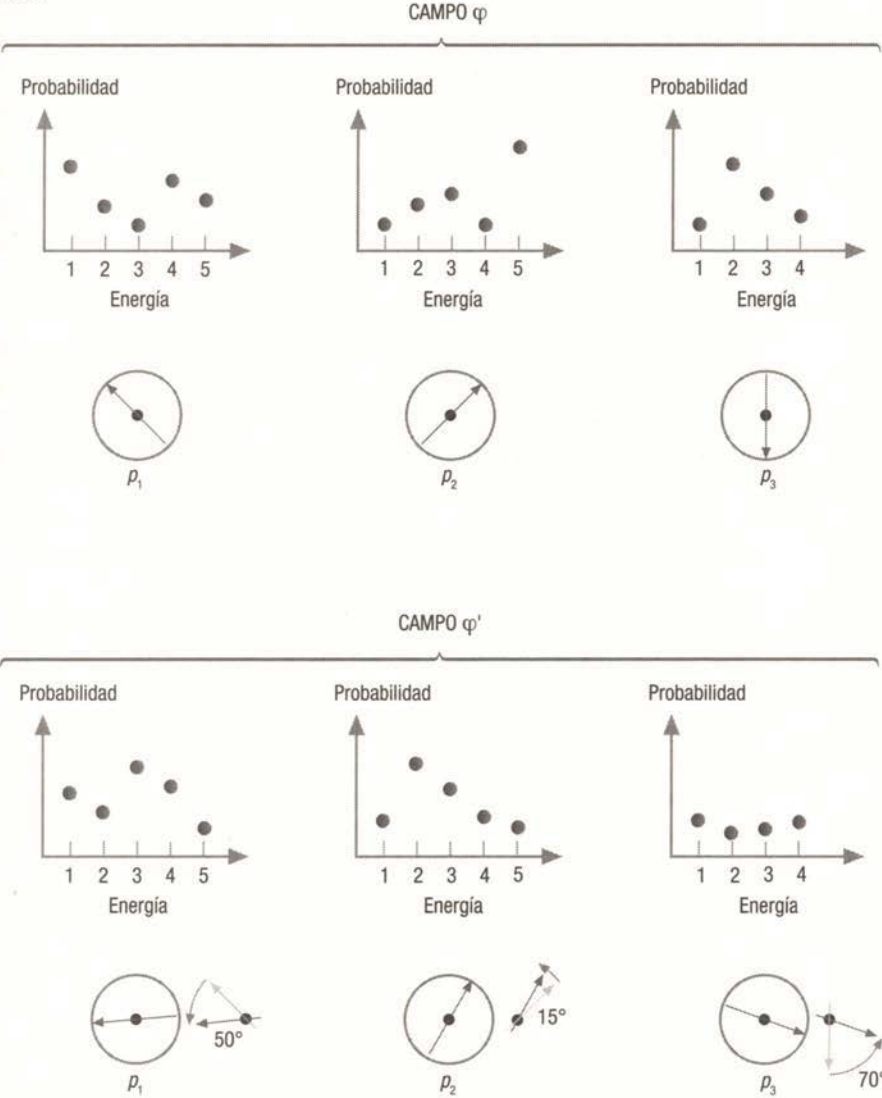 CAMPO φ
Probabilidad Probabilidad Probabilidad
1 2 3 4 5 1 2 3 4 5 1 2 3 4
Energía Energía Energía
p₁ p₂ p₃
CAMPO φ'
Probabilidad Probabilidad Probabilidad
1 2 3 4 5 1 2 3 4 5 1 2 3 4
Energía Energía Energía
50° 15° 70°
p₁ p₂ p₃